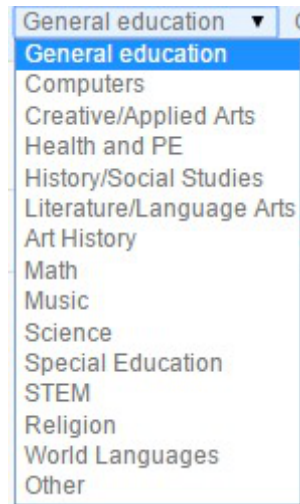 General education ▼
General education
Computers
Creative/Applied Arts
Health and PE
History/Social Studies
Literature/Language Arts
Art History
Math
Music
Science
Special Education
STEM
Religion
World Languages
Other